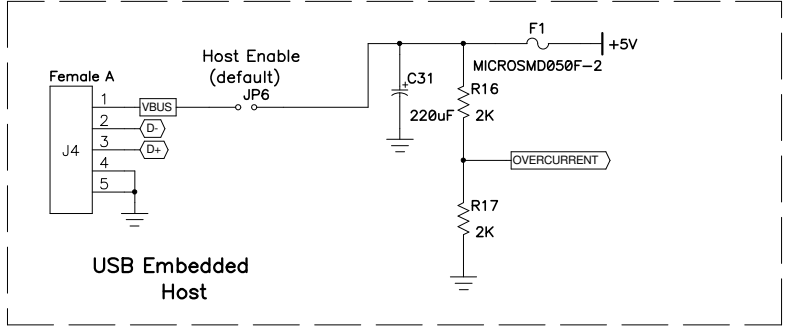 F1
+5V
MICROSMD050F-2
Host Enable
(default)
JP6
Female A
1
VBUS
2
D-
3
D+
4
5
J4
+
C31
220uF
R16
2K
OVERCURRENT
R17
2K
USB Embedded
Host